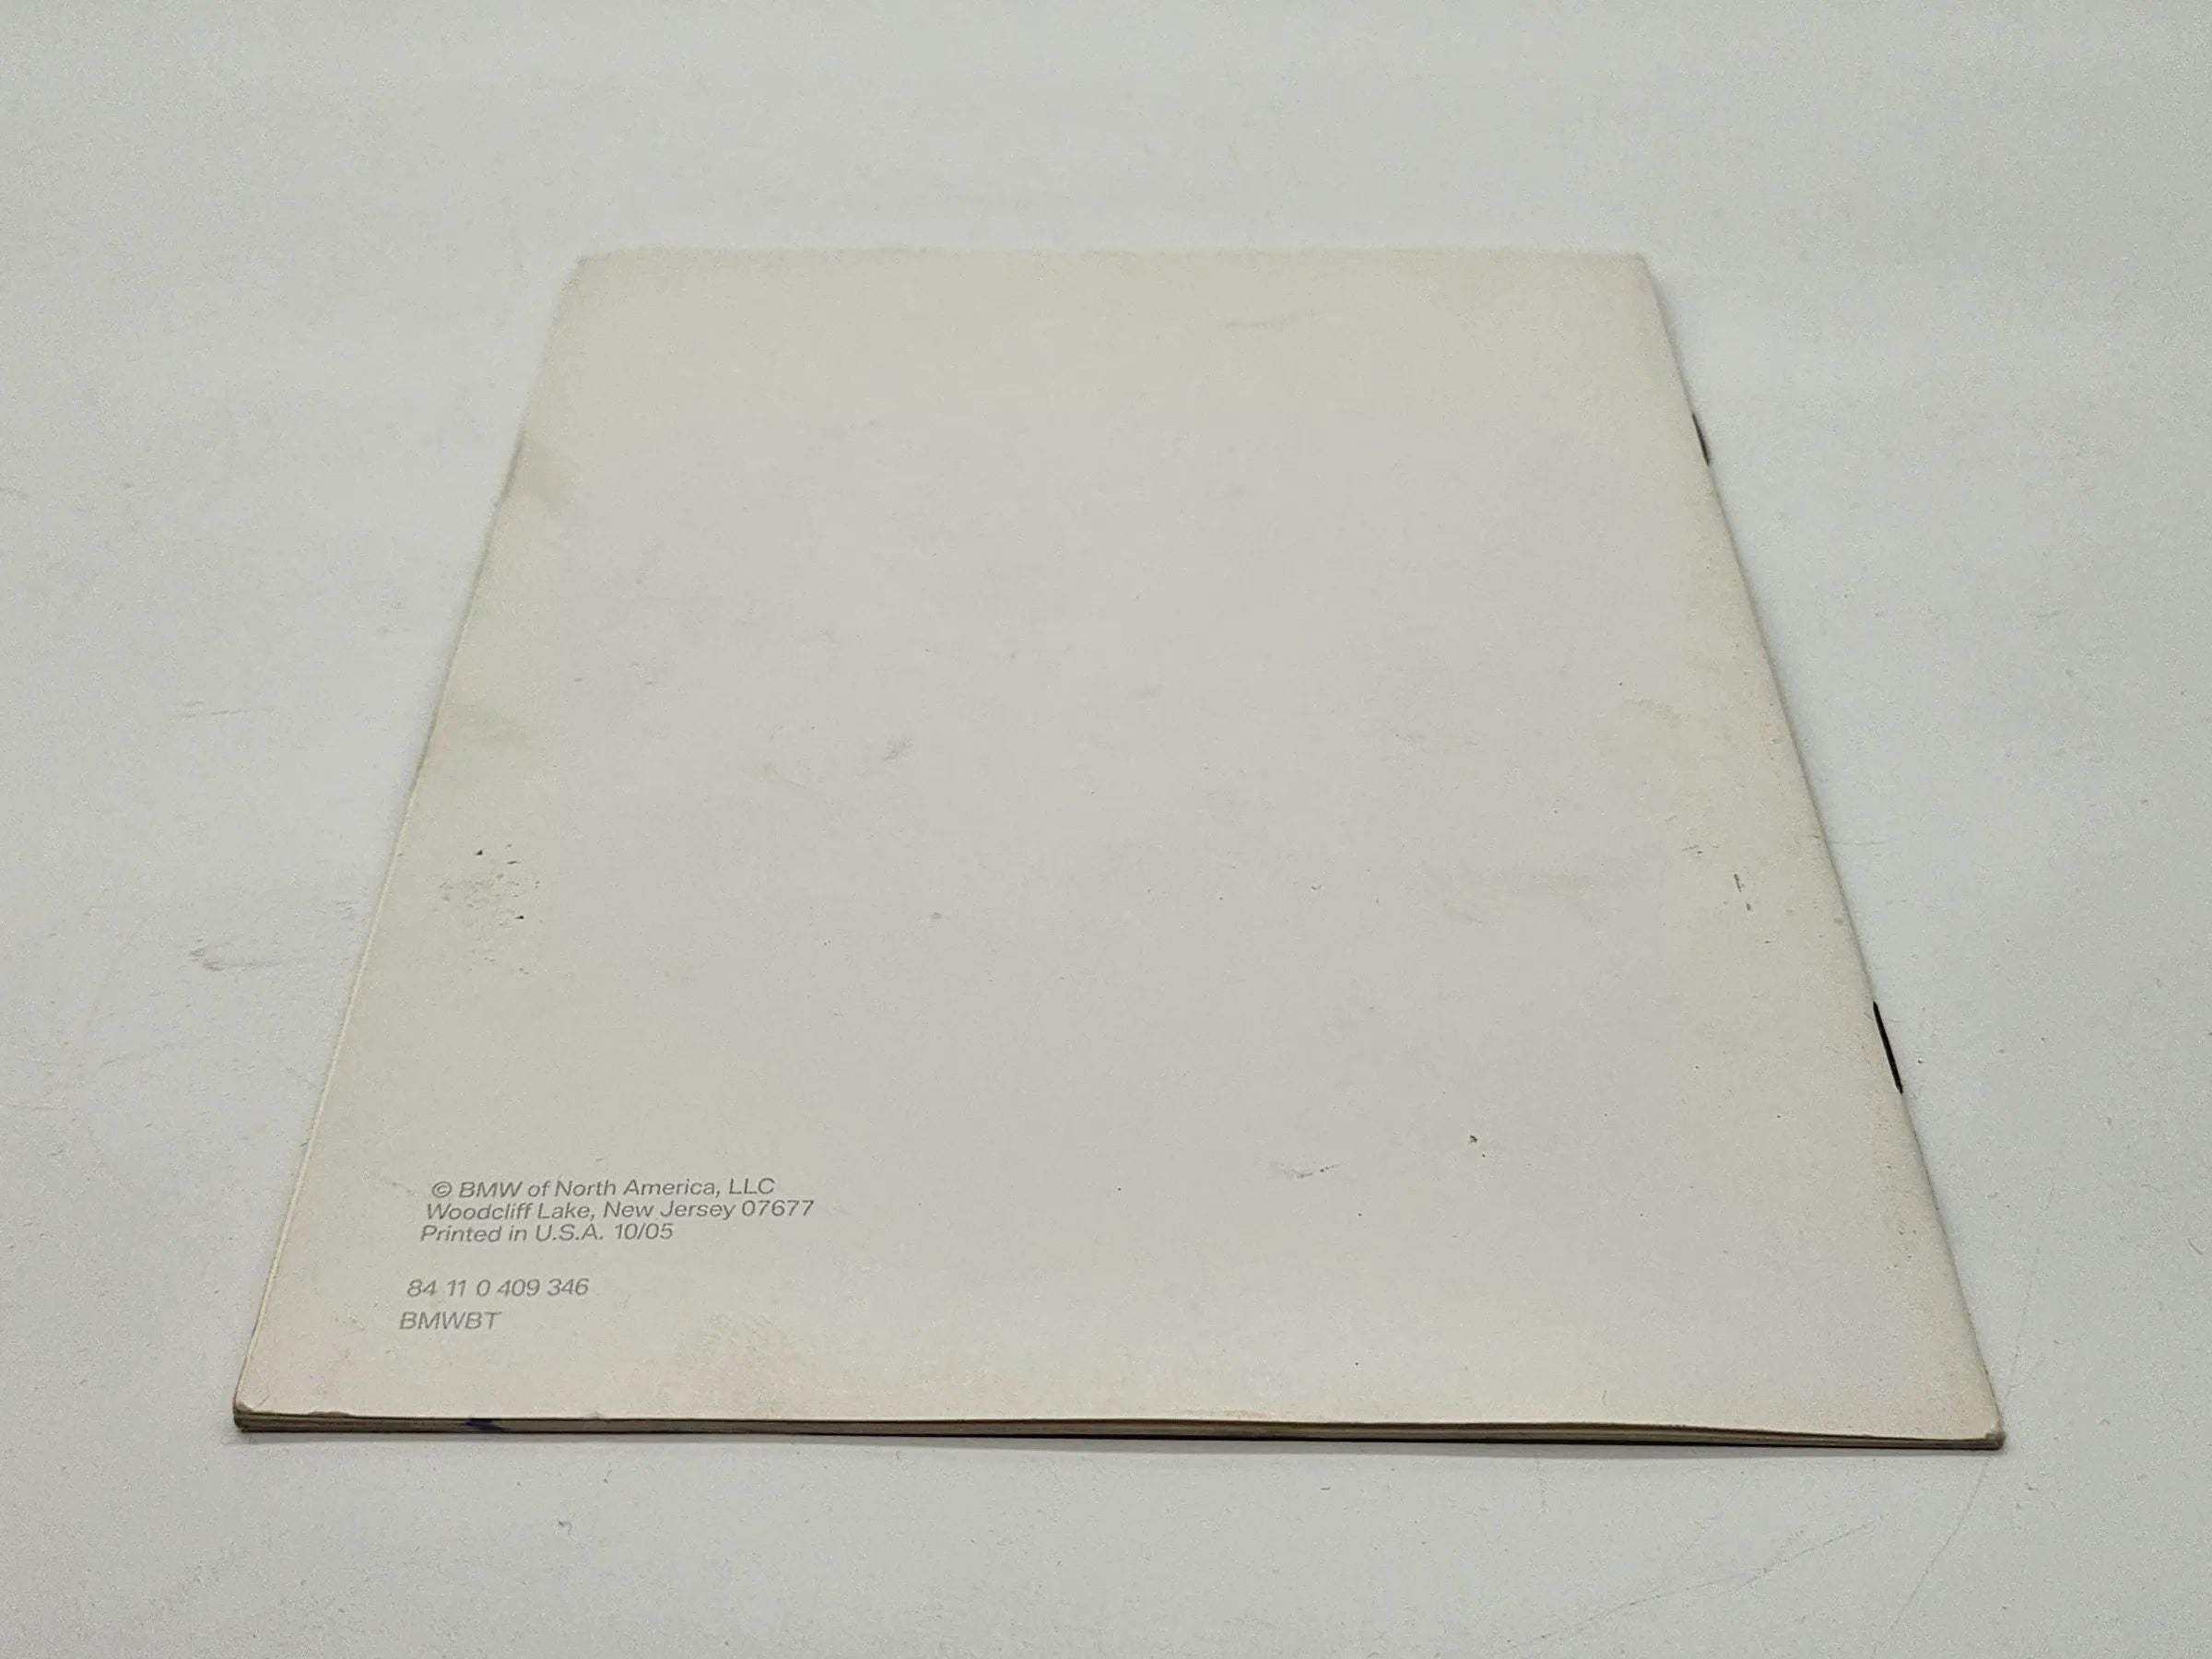 © BMW of North America, LLC
Woodcliff Lake, New Jersey 07677
Printed in U.S.A. 10/05
84 11 0 409 346
BMWBT